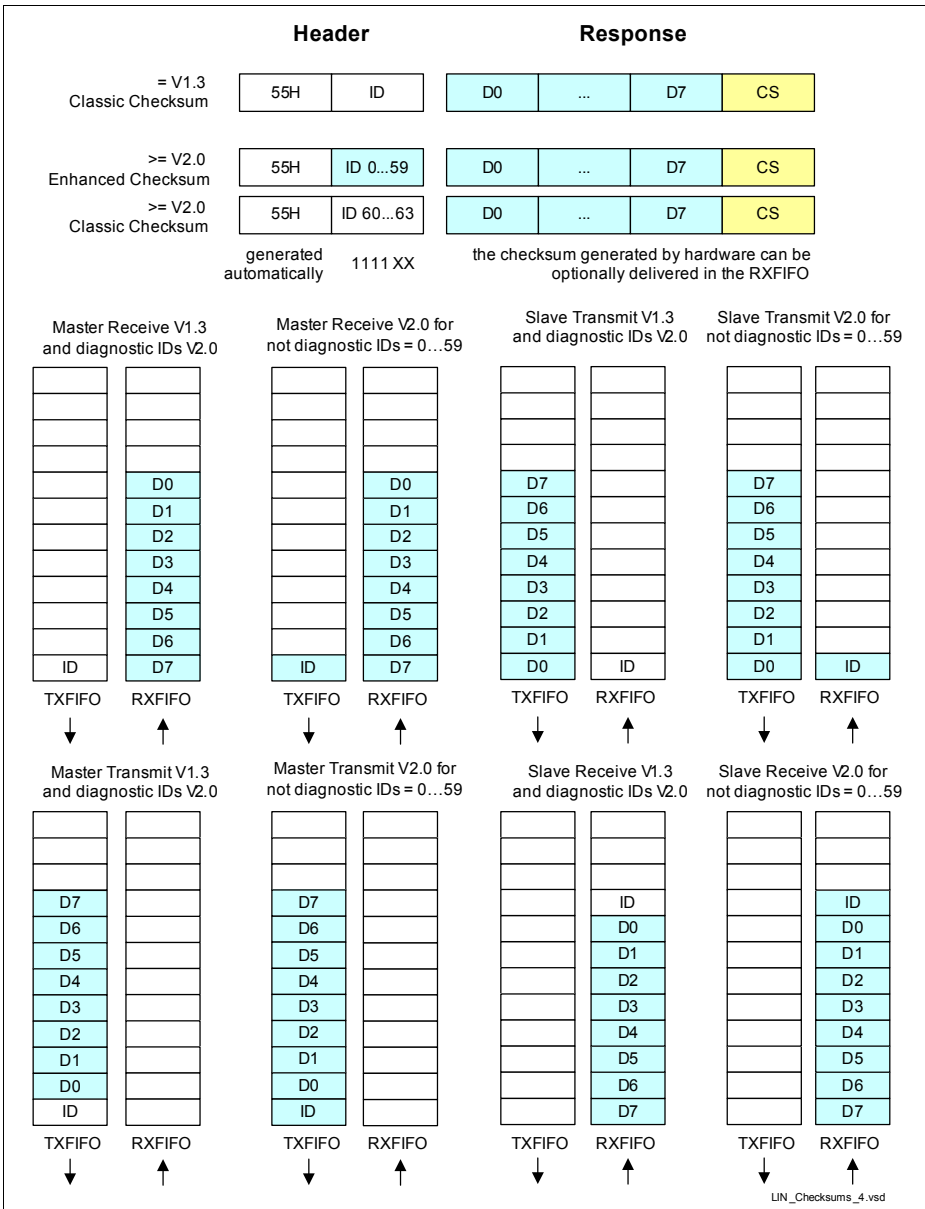 Header Response
= V1.3
Classic Checksum
55H ID D0 ... D7 CS
>= V2.0
Enhanced Checksum
55H ID 0...59 D0 ... D7 CS
>= V2.0
Classic Checksum
55H ID 60...63 D0 ... D7 CS
generated
automatically
1111 XX
the checksum generated by hardware can be
optionally delivered in the RXFIFO
Master Receive V1.3
and diagnostic IDs V2.0
D0
D1
D2
D3
D4
D5
D6
ID D7
TXFIFO RXFIFO
Master Receive V2.0 for
not diagnostic IDs = 0...59
D0
D1
D2
D3
D4
D5
D6
ID D7
TXFIFO RXFIFO
Slave Transmit V1.3
and diagnostic IDs V2.0
D7
D6
D5
D4
D3
D2
D1
D0 ID
TXFIFO RXFIFO
Slave Transmit V2.0 for
not diagnostic IDs = 0...59
D7
D6
D5
D4
D3
D2
D1
D0 ID
TXFIFO RXFIFO
Master Transmit V1.3
and diagnostic IDs V2.0
D7
D6
D5
D4
D3
D2
D1
D0
ID
TXFIFO RXFIFO
Master Transmit V2.0 for
not diagnostic IDs = 0...59
D7
D6
D5
D4
D3
D2
D1
D0
ID
TXFIFO RXFIFO
Slave Receive V1.3
and diagnostic IDs V2.0
ID
D0
D1
D2
D3
D4
D5
D6
D7
TXFIFO RXFIFO
Slave Receive V2.0 for
not diagnostic IDs = 0...59
ID
D0
D1
D2
D3
D4
D5
D6
D7
TXFIFO RXFIFO
LIN_Checksums_4.vsd